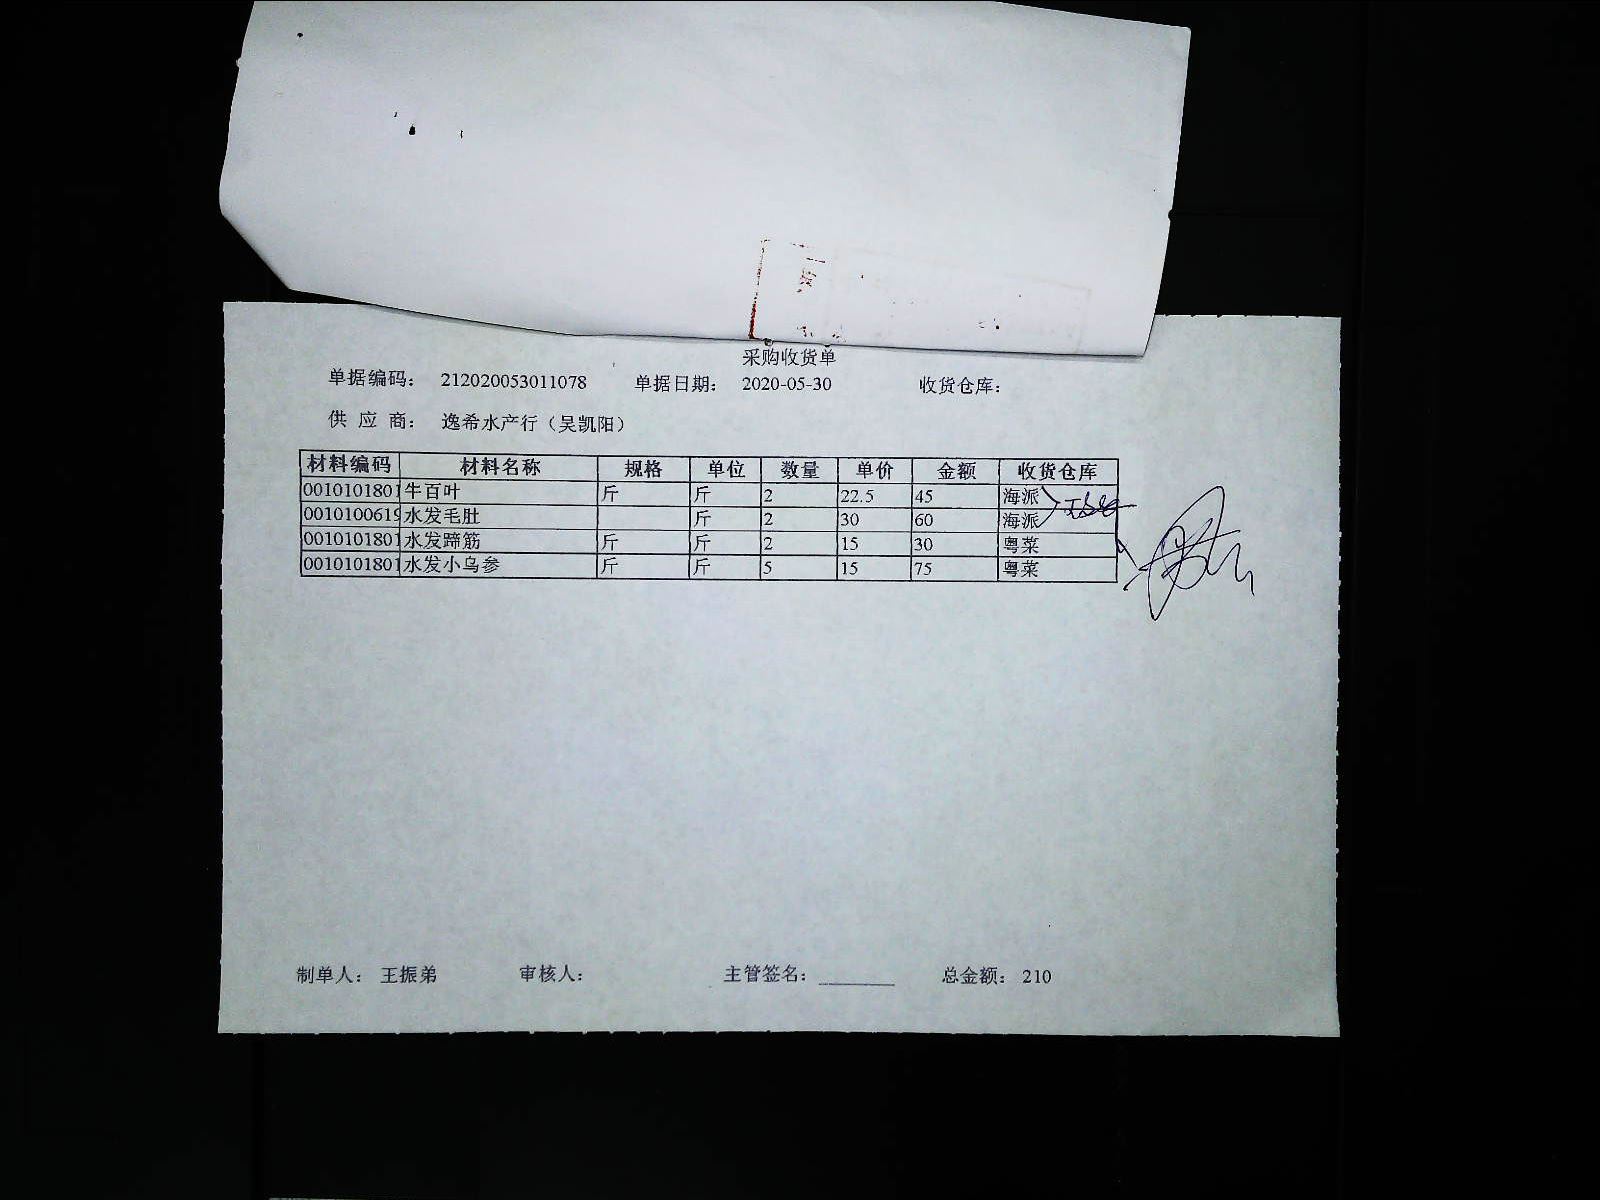 采购收货单
单据编码： 212020053011078 单据日期： 2020-05-30 收货仓库：
供 应 商： 逸希水产行（吴凯阳）
材料编码 材料名称 规格 单位 数量 单价 金额 收货仓库
0010101801 牛百叶 斤 斤 2 22.5 45 海派
001010061 水发毛肚 斤 2 30 60 海派
0010101801 水发蹄筋 斤 斤 2 15 30 粤菜
0010101801 水发小乌参 斤 斤 5 15 75 粤菜
制单人： 王振弟 审核人： 主管签名： 总金额： 210